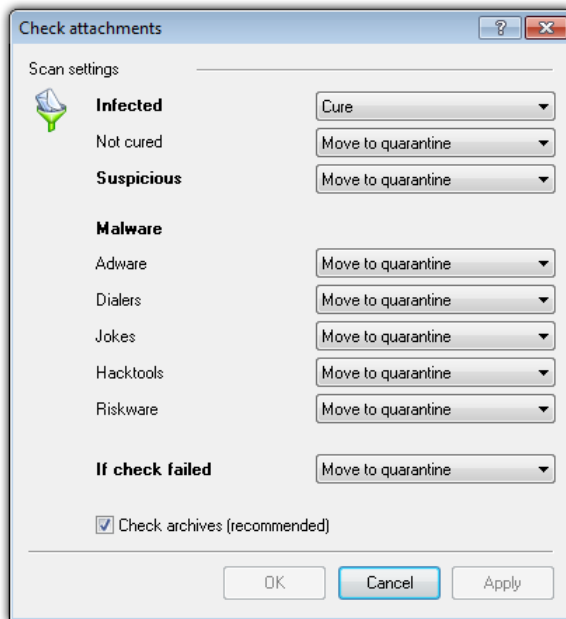 Check attachments
Scan settings
Infected Cure
Not cured Move to quarantine
Suspicious Move to quarantine
Malware
Adware Move to quarantine
Dialers Move to quarantine
Jokes Move to quarantine
Hacktools Move to quarantine
Riskware Move to quarantine
If check failed Move to quarantine
Check archives (recommended)
OK Cancel Apply